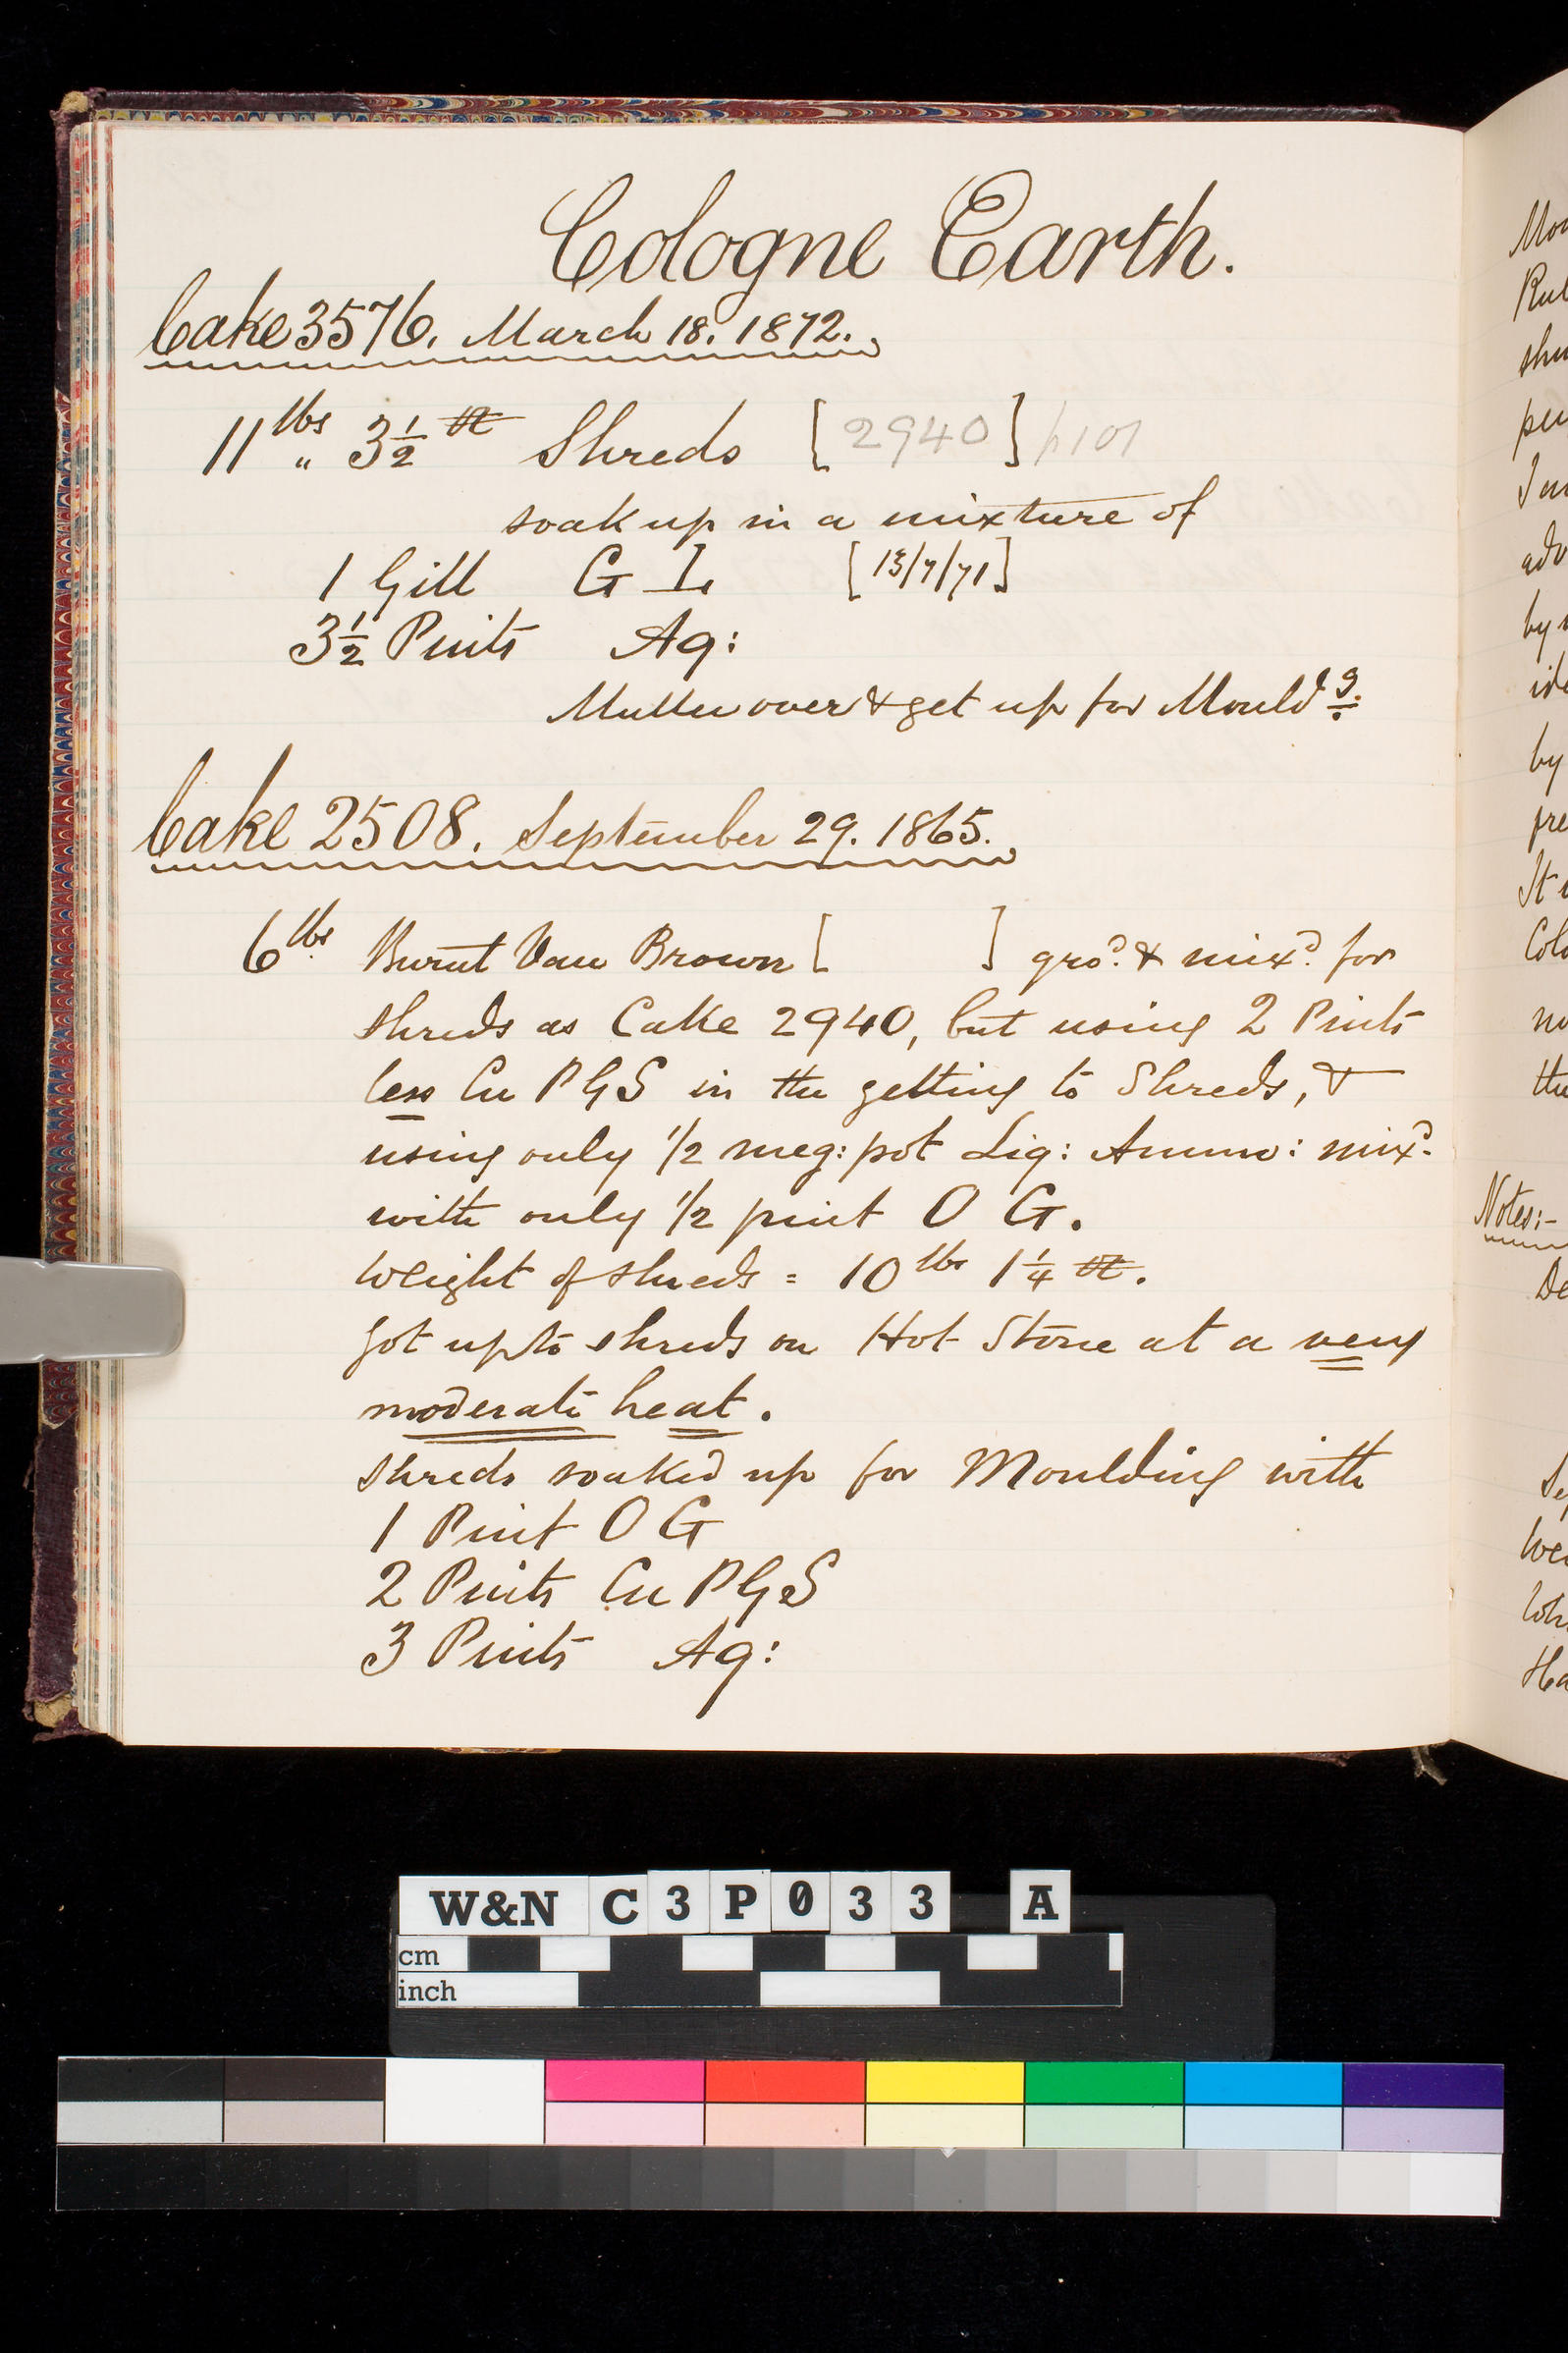 Cologne Earth.
Cake 3576. March 18. 1872.
11 lbs „ 3½ Shreds [2940] p101
soak up in a mixture of
1 Gill G I. [13/7/71]
3½ Pints Aq:
Muller over & get up for Mould g.
Cake 2508. September 29. 1865.
6 lbs. Burnt Van Brown [ ] gro.d & mix.d for
shreds as Cake 2940, but using 2 Pints
less Cu P G S in the getting to Shreds, &
using only 1/2 meg: pot Liq: Ammo: mix.d
with only 1/2 pint O G.
Weight of shreds = 10 lbs 1¼
Got up to shreds on Hot Stone at a very
moderate heat.
Shreds soaked up for Moulding with
1 Pint O G
2 Pints Cu P G S
3 Pints Aq:
Notes:-
W&N C3P033 A
cm
inch